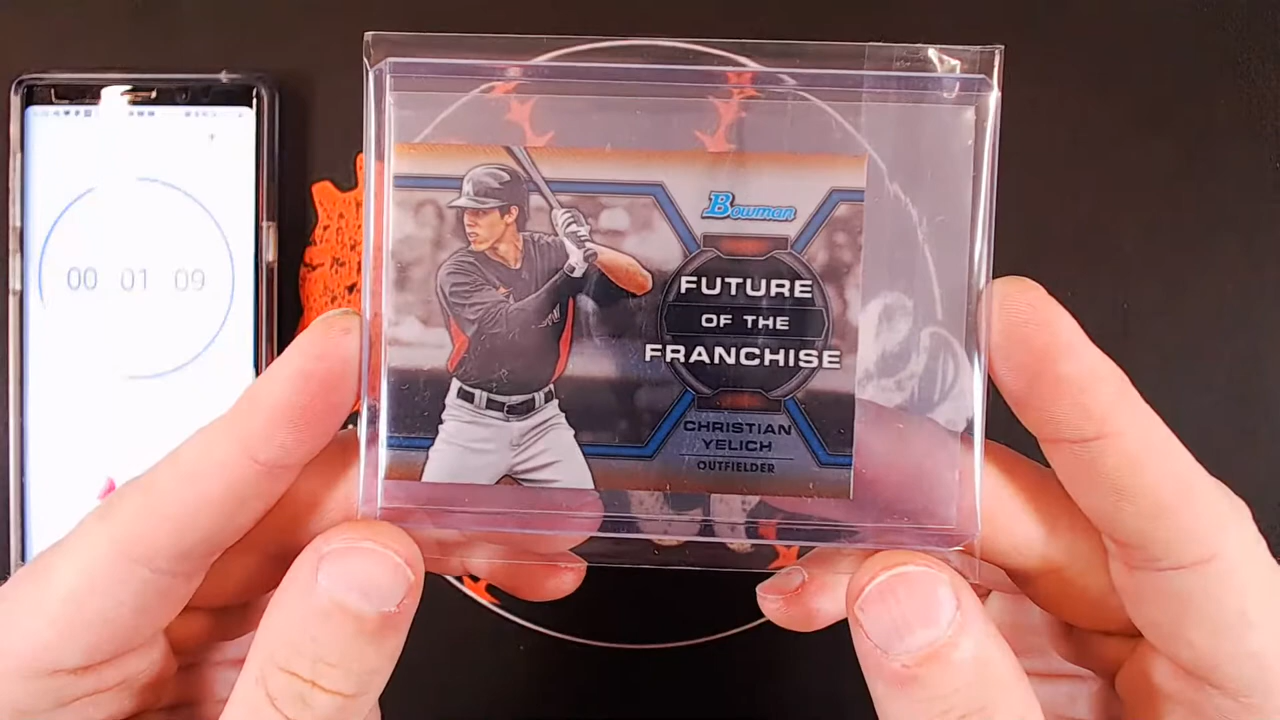 00 01 09
Bowman
FUTURE
OF THE
FRANCHISE
CHRISTIAN
YELICH
OUTFIELDER